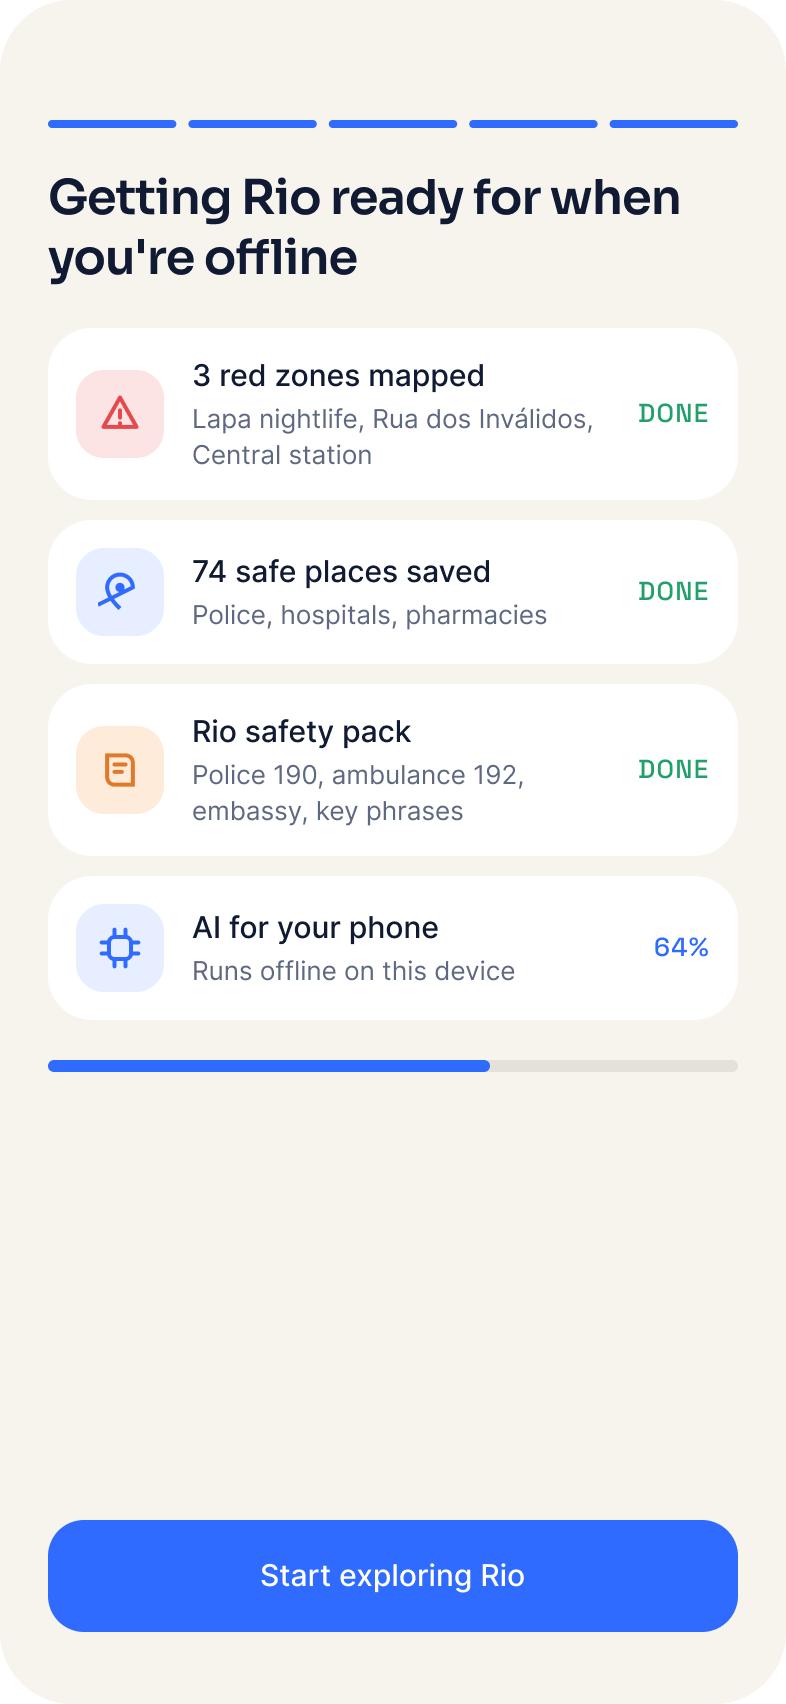 Getting Rio ready for when
you're offline
3 red zones mapped
Lapa nightlife, Rua dos Inválidos,
Central station
DONE
74 safe places saved
Police, hospitals, pharmacies
DONE
Rio safety pack
Police 190, ambulance 192,
embassy, key phrases
DONE
AI for your phone
Runs offline on this device
64%
Start exploring Rio